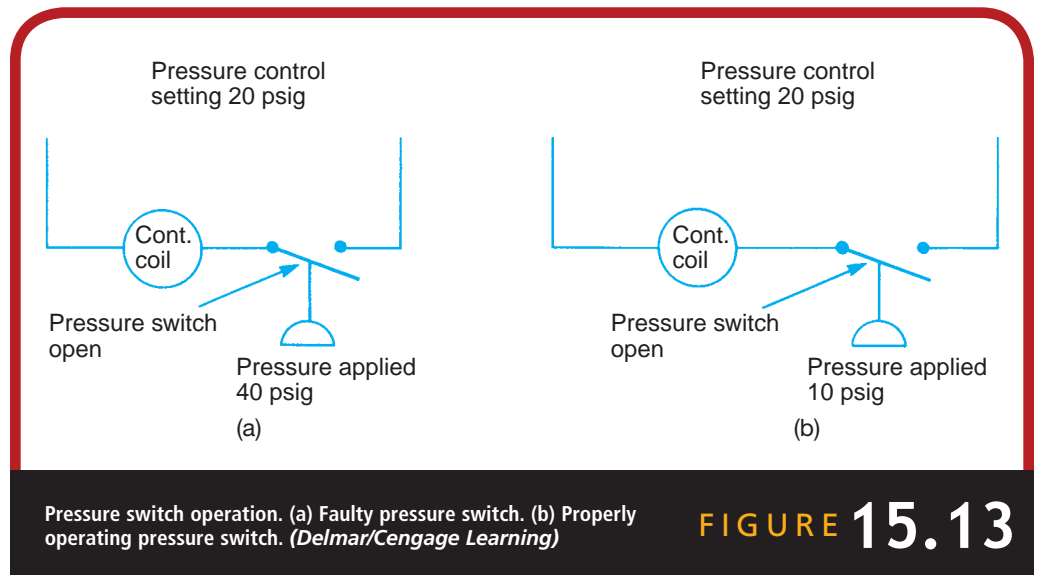 Pressure control
setting 20 psig
Cont.
coil
Pressure switch
open
Pressure applied
40 psig
(a)
Pressure control
setting 20 psig
Cont.
coil
Pressure switch
open
Pressure applied
10 psig
(b)
Pressure switch operation. (a) Faulty pressure switch. (b) Properly
operating pressure switch. (Delmar/Cengage Learning)
FIGURE 15.13